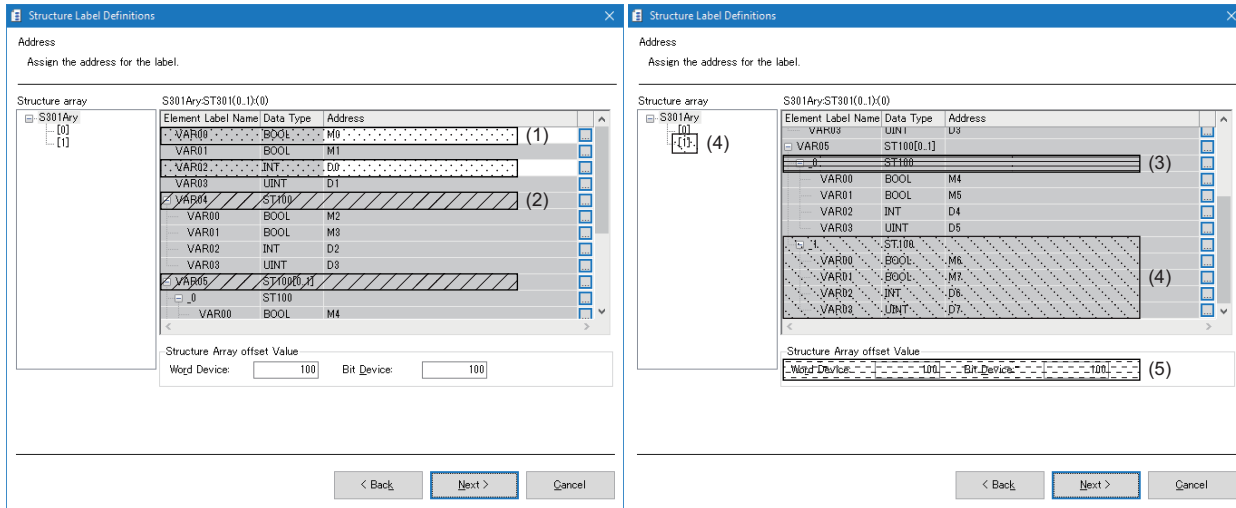 Structure Label Definitions
Address
Assign the address for the label.
Structure array
S301Ary
[0]
[1]
S301Ary:ST301(0..1):(0)
Element Label Name Data Type Address
VAR00 BOOL M0 (1)
VAR01 BOOL M1
VAR02 INT D0
VAR03 UINT D1
VAR04 ST100 (2)
VAR00 BOOL M2
VAR01 BOOL M3
VAR02 INT D2
VAR03 UINT D3
VAR05 ST100[0..1]
_0 ST100
VAR00 BOOL M4
Structure Array offset Value
Word Device: 100 Bit Device: 100
< Back Next > Cancel
Structure Label Definitions
Address
Assign the address for the label.
Structure array
S301Ary
[0]
[1] (4)
S301Ary:ST301(0..1):(0)
Element Label Name Data Type Address
VAR03 UINT D3
VAR05 ST100[0..1]
_0 ST100 (3)
VAR00 BOOL M4
VAR01 BOOL M5
VAR02 INT D4
VAR03 UINT D5
_1 ST100
VAR00 BOOL M6
VAR01 BOOL M7 (4)
VAR02 INT D6
VAR03 UINT D7
Structure Array offset Value
Word Device: 100 Bit Device: 100 (5)
< Back Next > Cancel